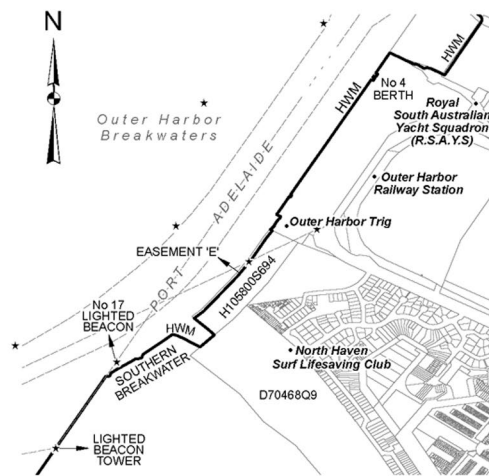 N
HWM
No 4
BERTH
HWM
Royal
South Australian
Yacht Squadron
(R.S.A.Y.S)
Outer Harbor
Breakwaters
Outer Harbor
Railway Station
PORT ADELAIDE
Outer Harbor Trig
EASEMENT 'E'
H105800S694
No 17
LIGHTED
BEACON
HWM
SOUTHERN
BREAKWATER
North Haven
Surf Lifesaving Club
D70468Q9
LIGHTED
BEACON
TOWER